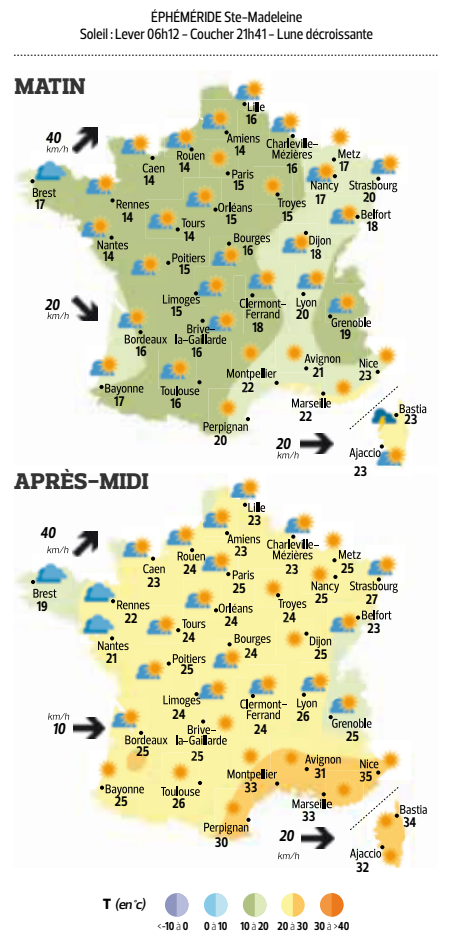 ÉPHÉMÉRIDE Ste-Madeleine
Soleil : Lever 06h12 - Coucher 21h41 - Lune décroissante
MATIN
40
km/h
Lille
16
Amiens
14
Charleville-
Mézières
16
Rouen
14
Caen
14
Metz
17
Paris
15
Nancy
17
Strasbourg
20
Brest
17
Rennes
14
Orléans
15
Troyes
15
Belfort
18
Tours
14
Nantes
14
Bourges
16
Dijon
18
Poitiers
15
20
km/h
Limoges
15
Clermont-
Ferrand
18
Lyon
20
Grenoble
19
Bordeaux
16
Brive-
la-Gaillarde
16
Avignon
21
Nice
23
Bayonne
17
Toulouse
16
Montpellier
22
Marseille
22
Bastia
23
Perpignan
20
20
km/h
Ajaccio
23
APRÈS-MIDI
40
km/h
Lille
23
Amiens
23
Charleville-
Mézières
23
Rouen
24
Caen
23
Metz
25
Paris
25
Nancy
25
Strasbourg
27
Brest
19
Rennes
22
Orléans
24
Troyes
24
Belfort
23
Tours
24
Nantes
21
Bourges
24
Dijon
25
Poitiers
25
km/h
10
Limoges
24
Clermont-
Ferrand
24
Lyon
26
Grenoble
25
Bordeaux
25
Brive-
la-Gaillarde
25
Avignon
31
Nice
35
Bayonne
25
Toulouse
26
Montpellier
33
Marseille
33
Bastia
34
Perpignan
30
20
km/h
Ajaccio
32
T (en °c)
<-10 à 0
0 à 10
10 à 20
20 à 30
30 à >40